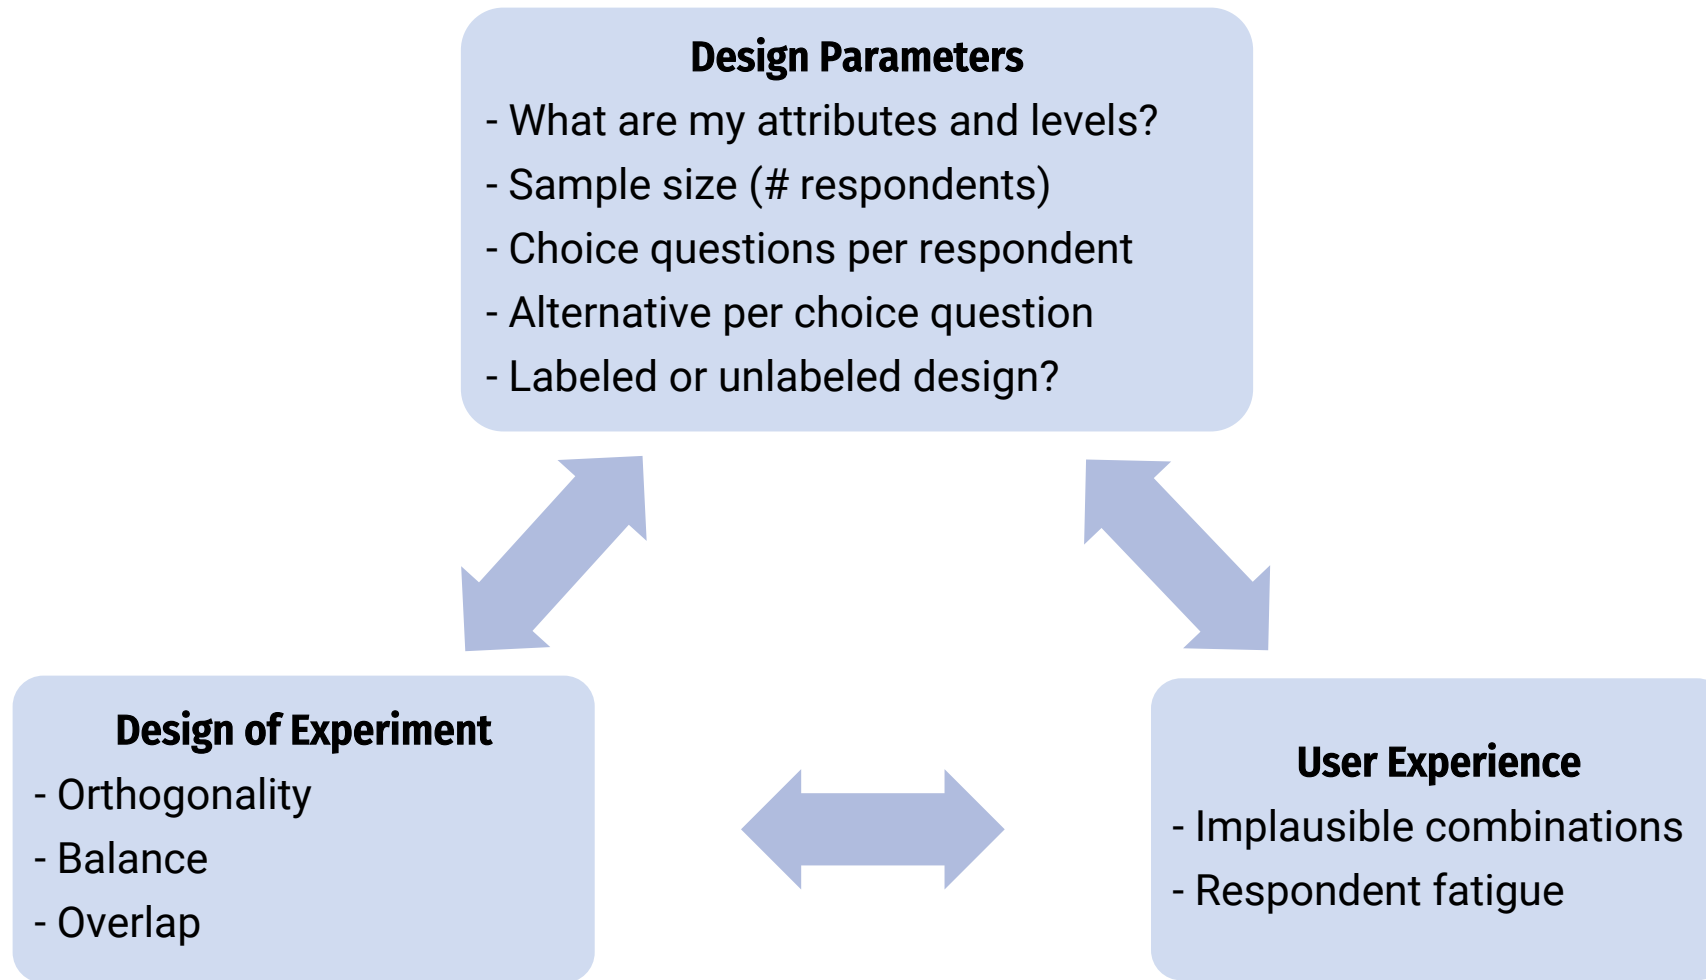 Design Parameters
- What are my attributes and levels?
- Sample size (# respondents)
- Choice questions per respondent
- Alternative per choice question
- Labeled or unlabeled design?
Design of Experiment
- Orthogonality
- Balance
- Overlap
User Experience
- Implausible combinations
- Respondent fatigue